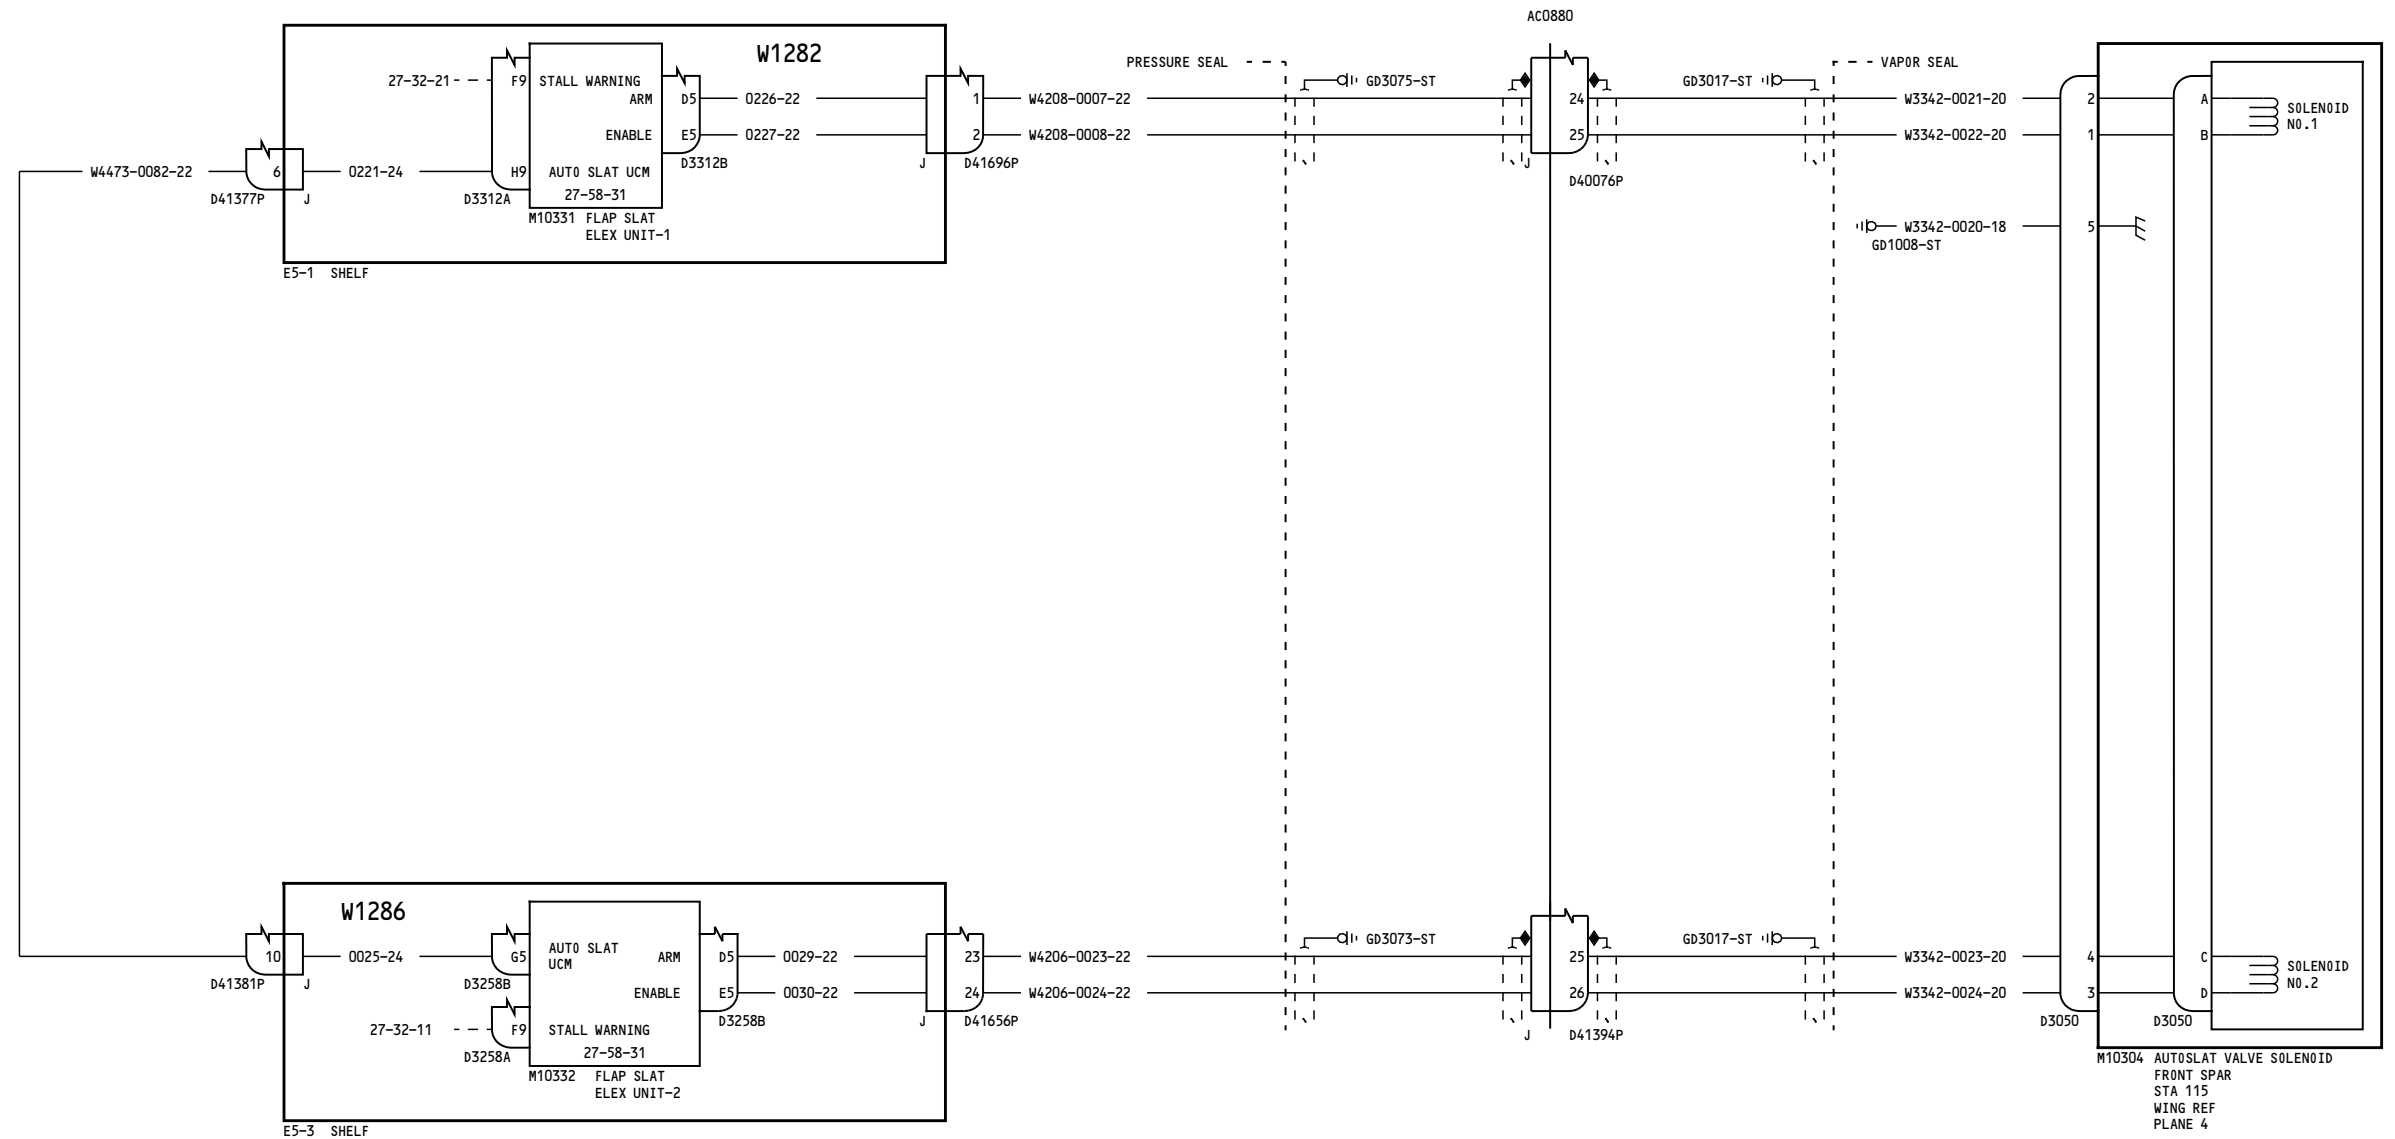 AC0880
W1282
PRESSURE SEAL
GD3075-ST
GD3017-ST
VAPOR SEAL
27-32-21
F9
STALL WARNING
ARM
D5
0226-22
1
W4208-0007-22
24
W3342-0021-20
2
A
SOLENOID
NO.1
ENABLE
E5
0227-22
2
W4208-0008-22
25
W3342-0022-20
1
B
D3312B
J
D41696P
J
D40076P
W4473-0082-22
6
0221-24
H9
AUTO SLAT UCM
27-58-31
D41377P
J
D3312A
M10331 FLAP SLAT
ELEX UNIT-1
W3342-0020-18
5
GD1008-ST
E5-1 SHELF
W1286
GD3073-ST
GD3017-ST
10
0025-24
G5
AUTO SLAT
UCM
ARM
D5
0029-22
23
W4206-0023-22
25
W3342-0023-20
4
C
SOLENOID
NO.2
D41381P
J
D3258B
ENABLE
E5
0030-22
24
W4206-0024-22
26
W3342-0024-20
3
D
27-32-11
F9
STALL WARNING
D3258B
J
D41656P
J
D41394P
D3050
D3050
D3258A
27-58-31
M10332 FLAP SLAT
ELEX UNIT-2
M10304 AUTOSLAT VALVE SOLENOID
FRONT SPAR
STA 115
WING REF
PLANE 4
E5-3 SHELF